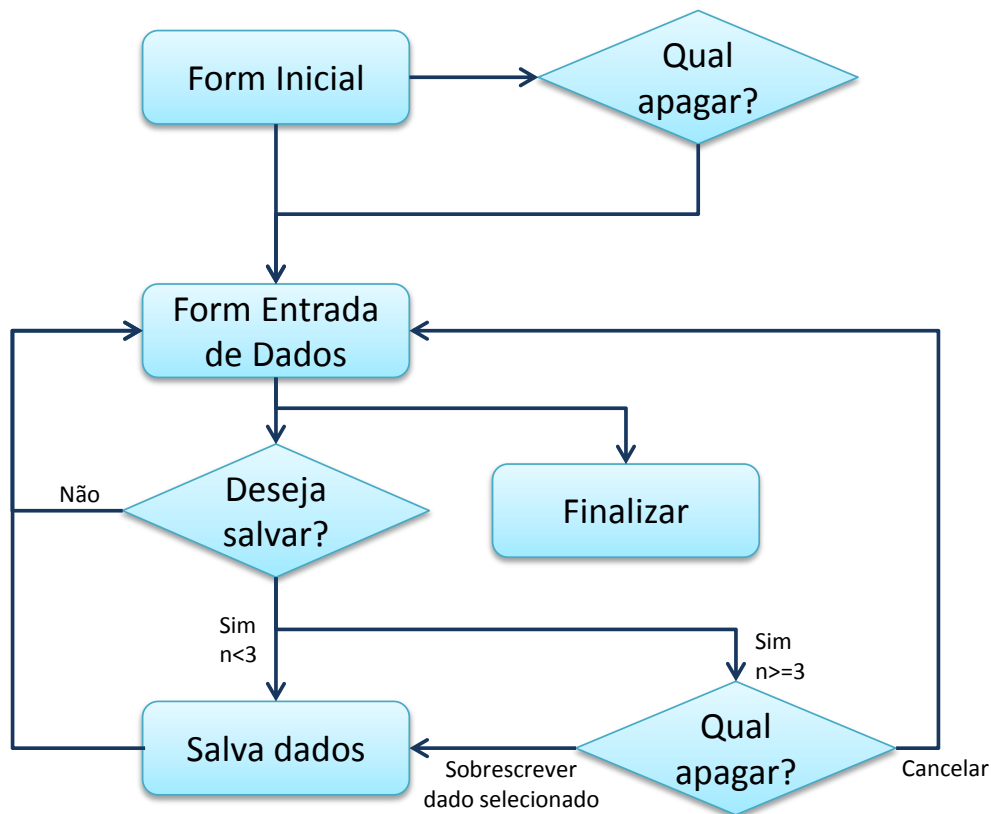 Form Inicial
Qual
apagar?
Form Entrada
de Dados
Não
Deseja
salvar?
Finalizar
Sim
n<3
Sim
n>=3
Salva dados
Sobrescrever
dado selecionado
Qual
apagar?
Cancelar